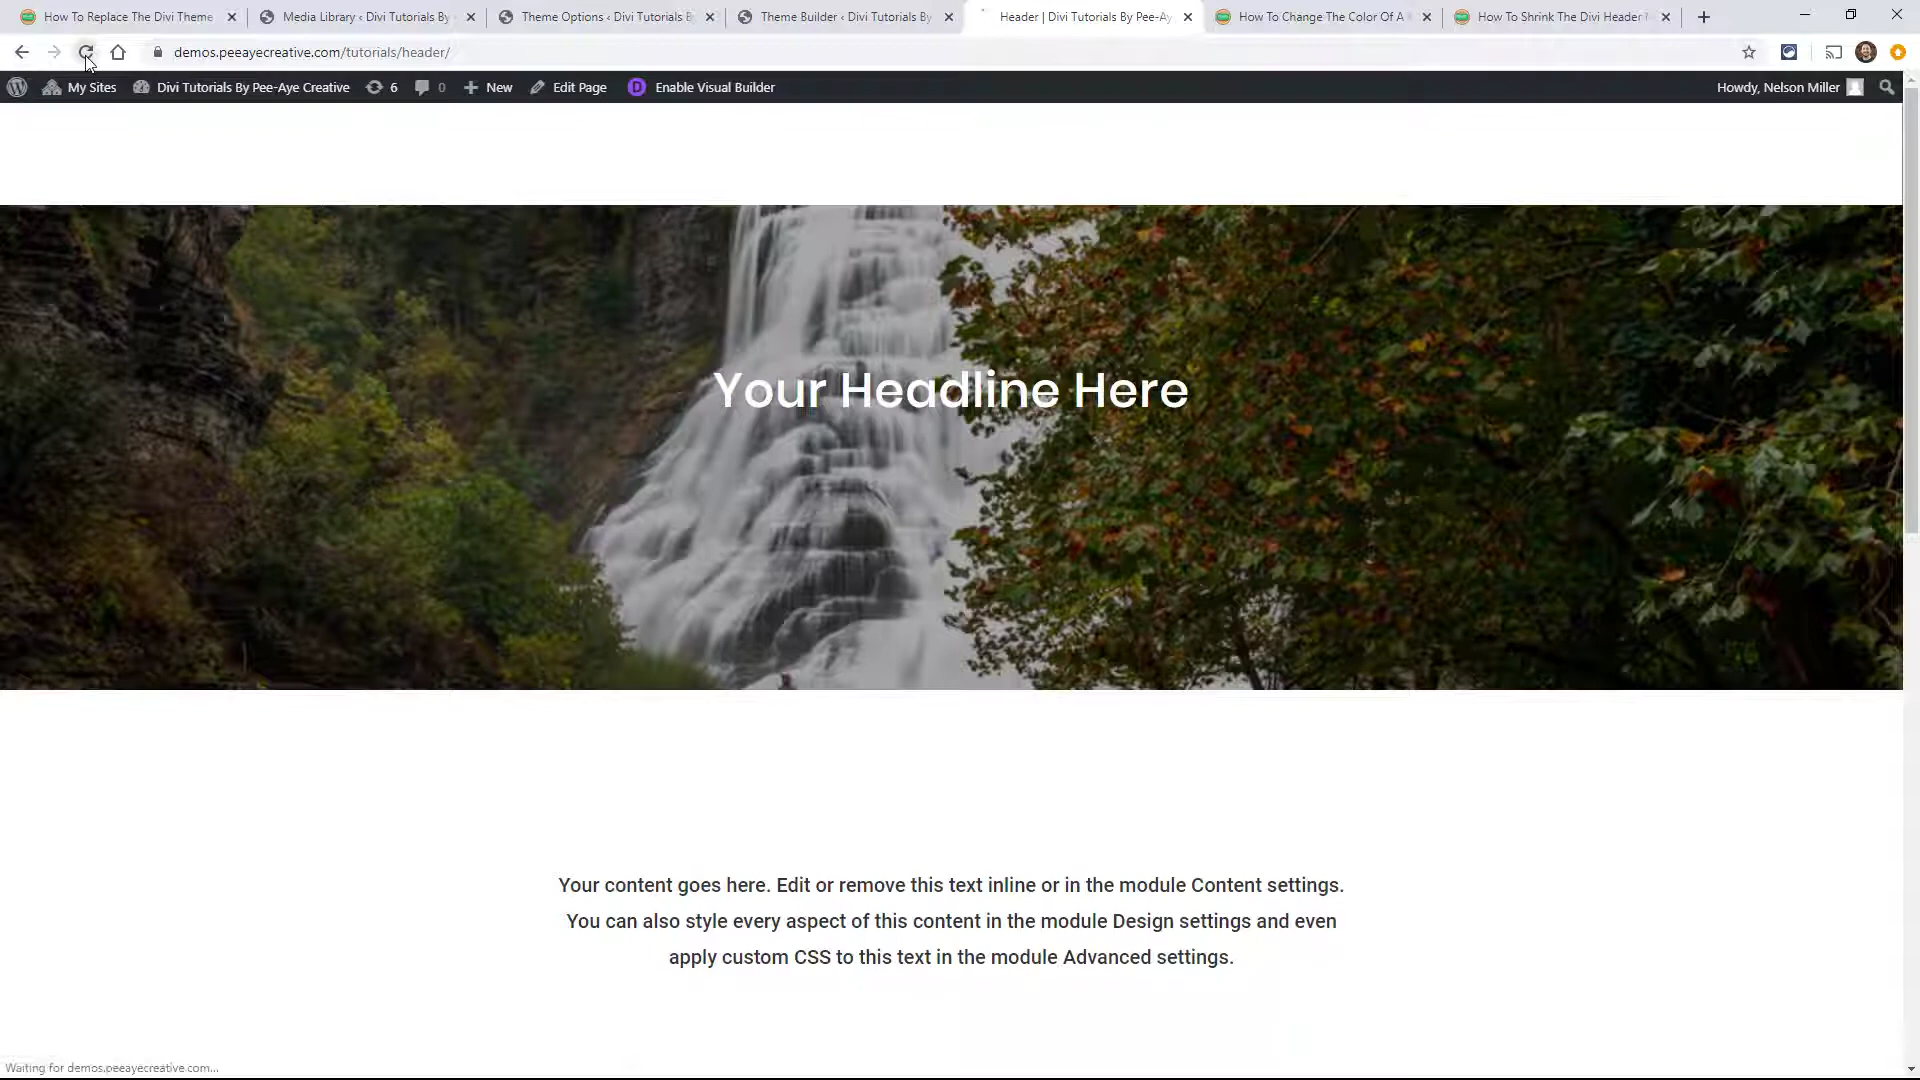 How To Replace The Divi Theme
Media Library ‹ Divi Tutorials By
Theme Options ‹ Divi Tutorials B
Theme Builder ‹ Divi Tutorials By
Header | Divi Tutorials By Pee-Ay
How To Change The Color Of A
How To Shrink The Divi Header
demos.peeayecreative.com/tutorials/header/
My Sites
Divi Tutorials By Pee-Aye Creative
6
0
New
Edit Page
D
Enable Visual Builder
Howdy, Nelson Miller
Your Headline Here
Your content goes here. Edit or remove this text inline or in the module Content settings.
You can also style every aspect of this content in the module Design settings and even
apply custom CSS to this text in the module Advanced settings.
Waiting for demos.peeayecreative.com...